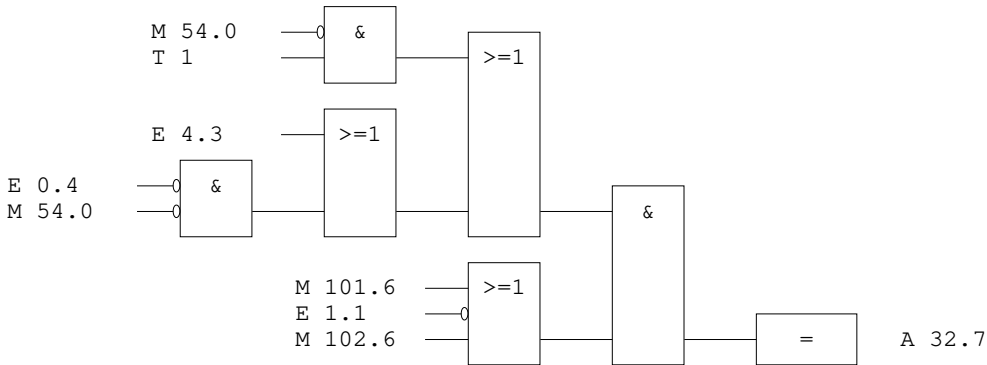 M 54.0 &
T 1 >=1
E 4.3 >=1
E 0.4 &
M 54.0 &
M 101.6 >=1
E 1.1
M 102.6 = A 32.7